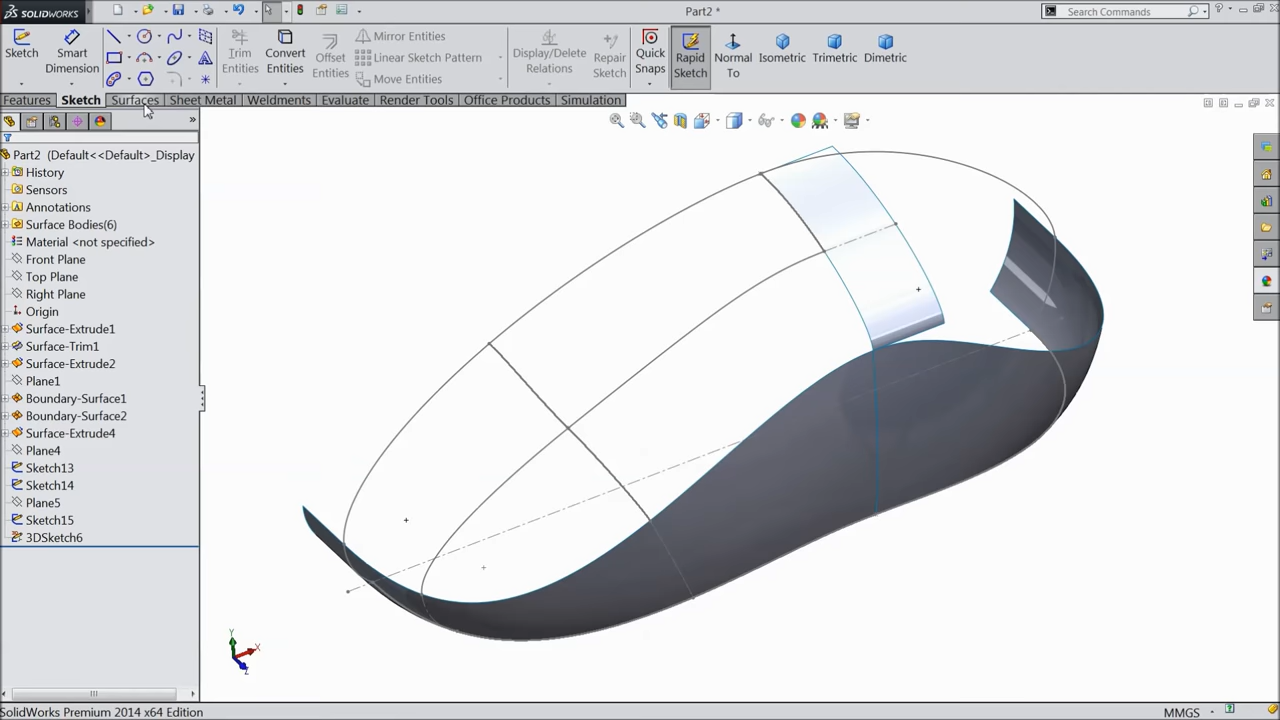 SOLIDWORKS
Part2 *
Search Commands
Sketch
Smart
Dimension
Trim
Entities
Convert
Entities
Offset
Entities
Mirror Entities
Linear Sketch Pattern
Move Entities
Display/Delete
Relations
Repair
Sketch
Quick
Snaps
Rapid
Sketch
Normal
To
Isometric
Trimetric
Dimetric
Features
Sketch
Surfaces
Sheet Metal
Weldments
Evaluate
Render Tools
Office Products
Simulation
Part2 (Default<<Default>_Display
History
Sensors
Annotations
Surface Bodies(6)
Material <not specified>
Front Plane
Top Plane
Right Plane
Origin
Surface-Extrude1
Surface-Trim1
Surface-Extrude2
Plane1
Boundary-Surface1
Boundary-Surface2
Surface-Extrude4
Plane4
Sketch13
Sketch14
Plane5
Sketch15
3DSketch6
Y
X
Z
SolidWorks Premium 2014 x64 Edition
MMGS